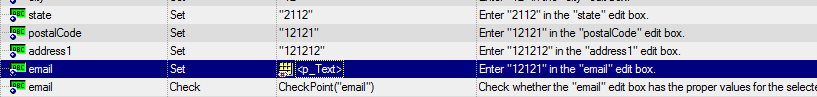 state Set "2112" Enter "2112" in the "state" edit box.
postalCode Set "12121" Enter "12121" in the "postalCode" edit box.
address1 Set "121212" Enter "121212" in the "address1" edit box.
email Set <p_Text> Enter "12121" in the "email" edit box.
email Check CheckPoint("email") Check whether the "email" edit box has the proper values for the selecte